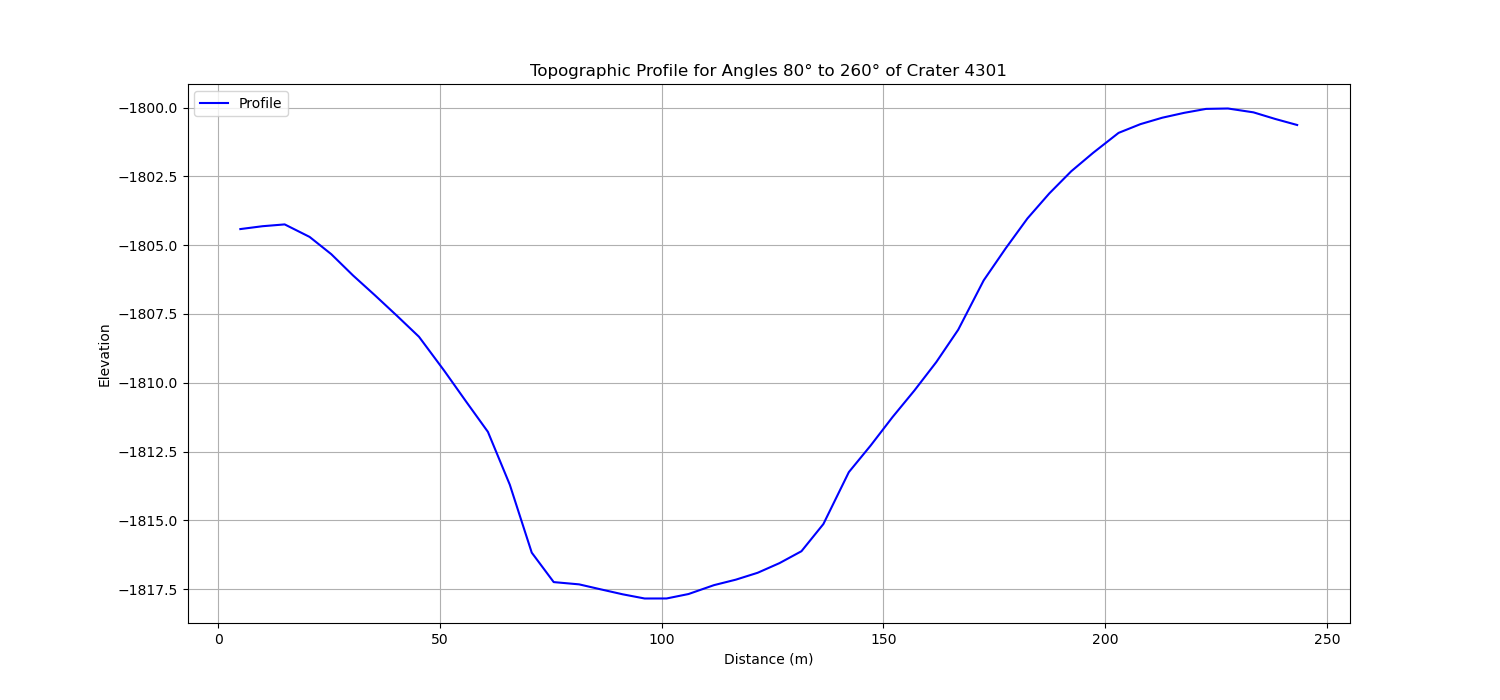 Topographic Profile for Angles 80° to 260° of Crater 4301
Profile
Elevation
−1800.0
−1802.5
−1805.0
−1807.5
−1810.0
−1812.5
−1815.0
−1817.5
0 50 100 150 200 250
Distance (m)